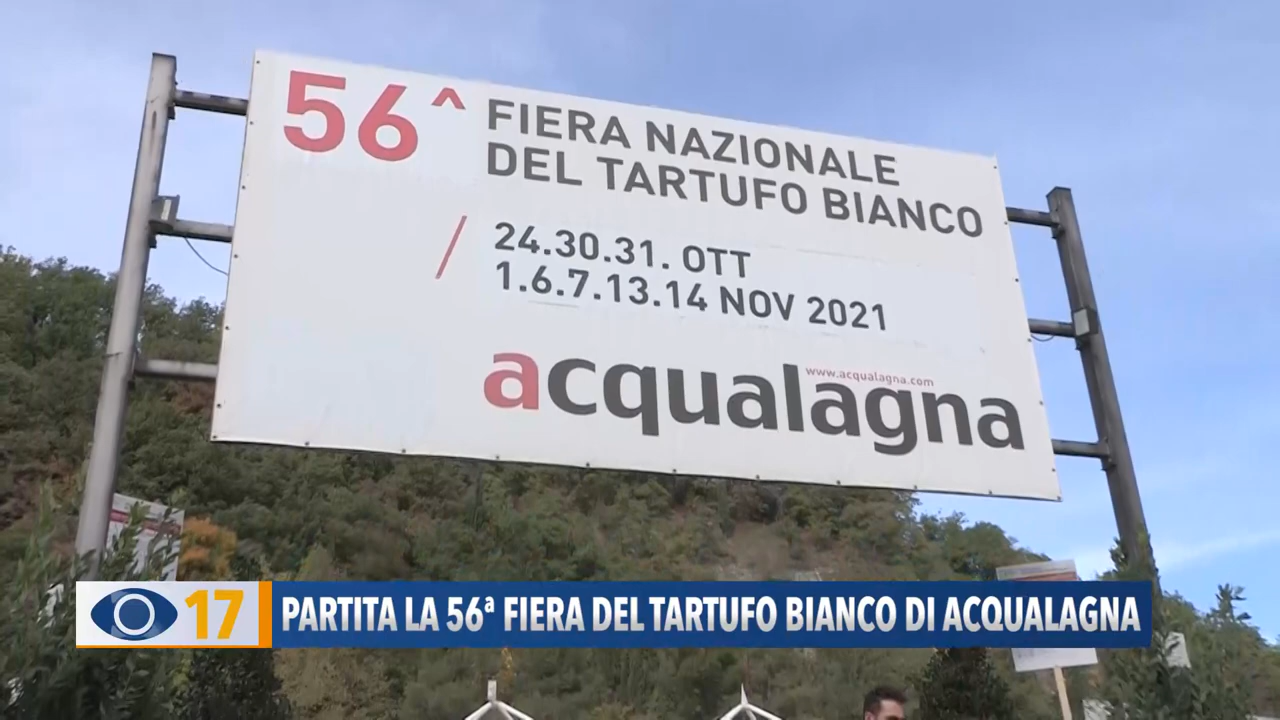 56^ FIERA NAZIONALE
DEL TARTUFO BIANCO
/ 24.30.31. OTT
1.6.7.13.14 NOV 2021
www.acqualagna.com
acqualagna
17 PARTITA LA 56ª FIERA DEL TARTUFO BIANCO DI ACQUALAGNA